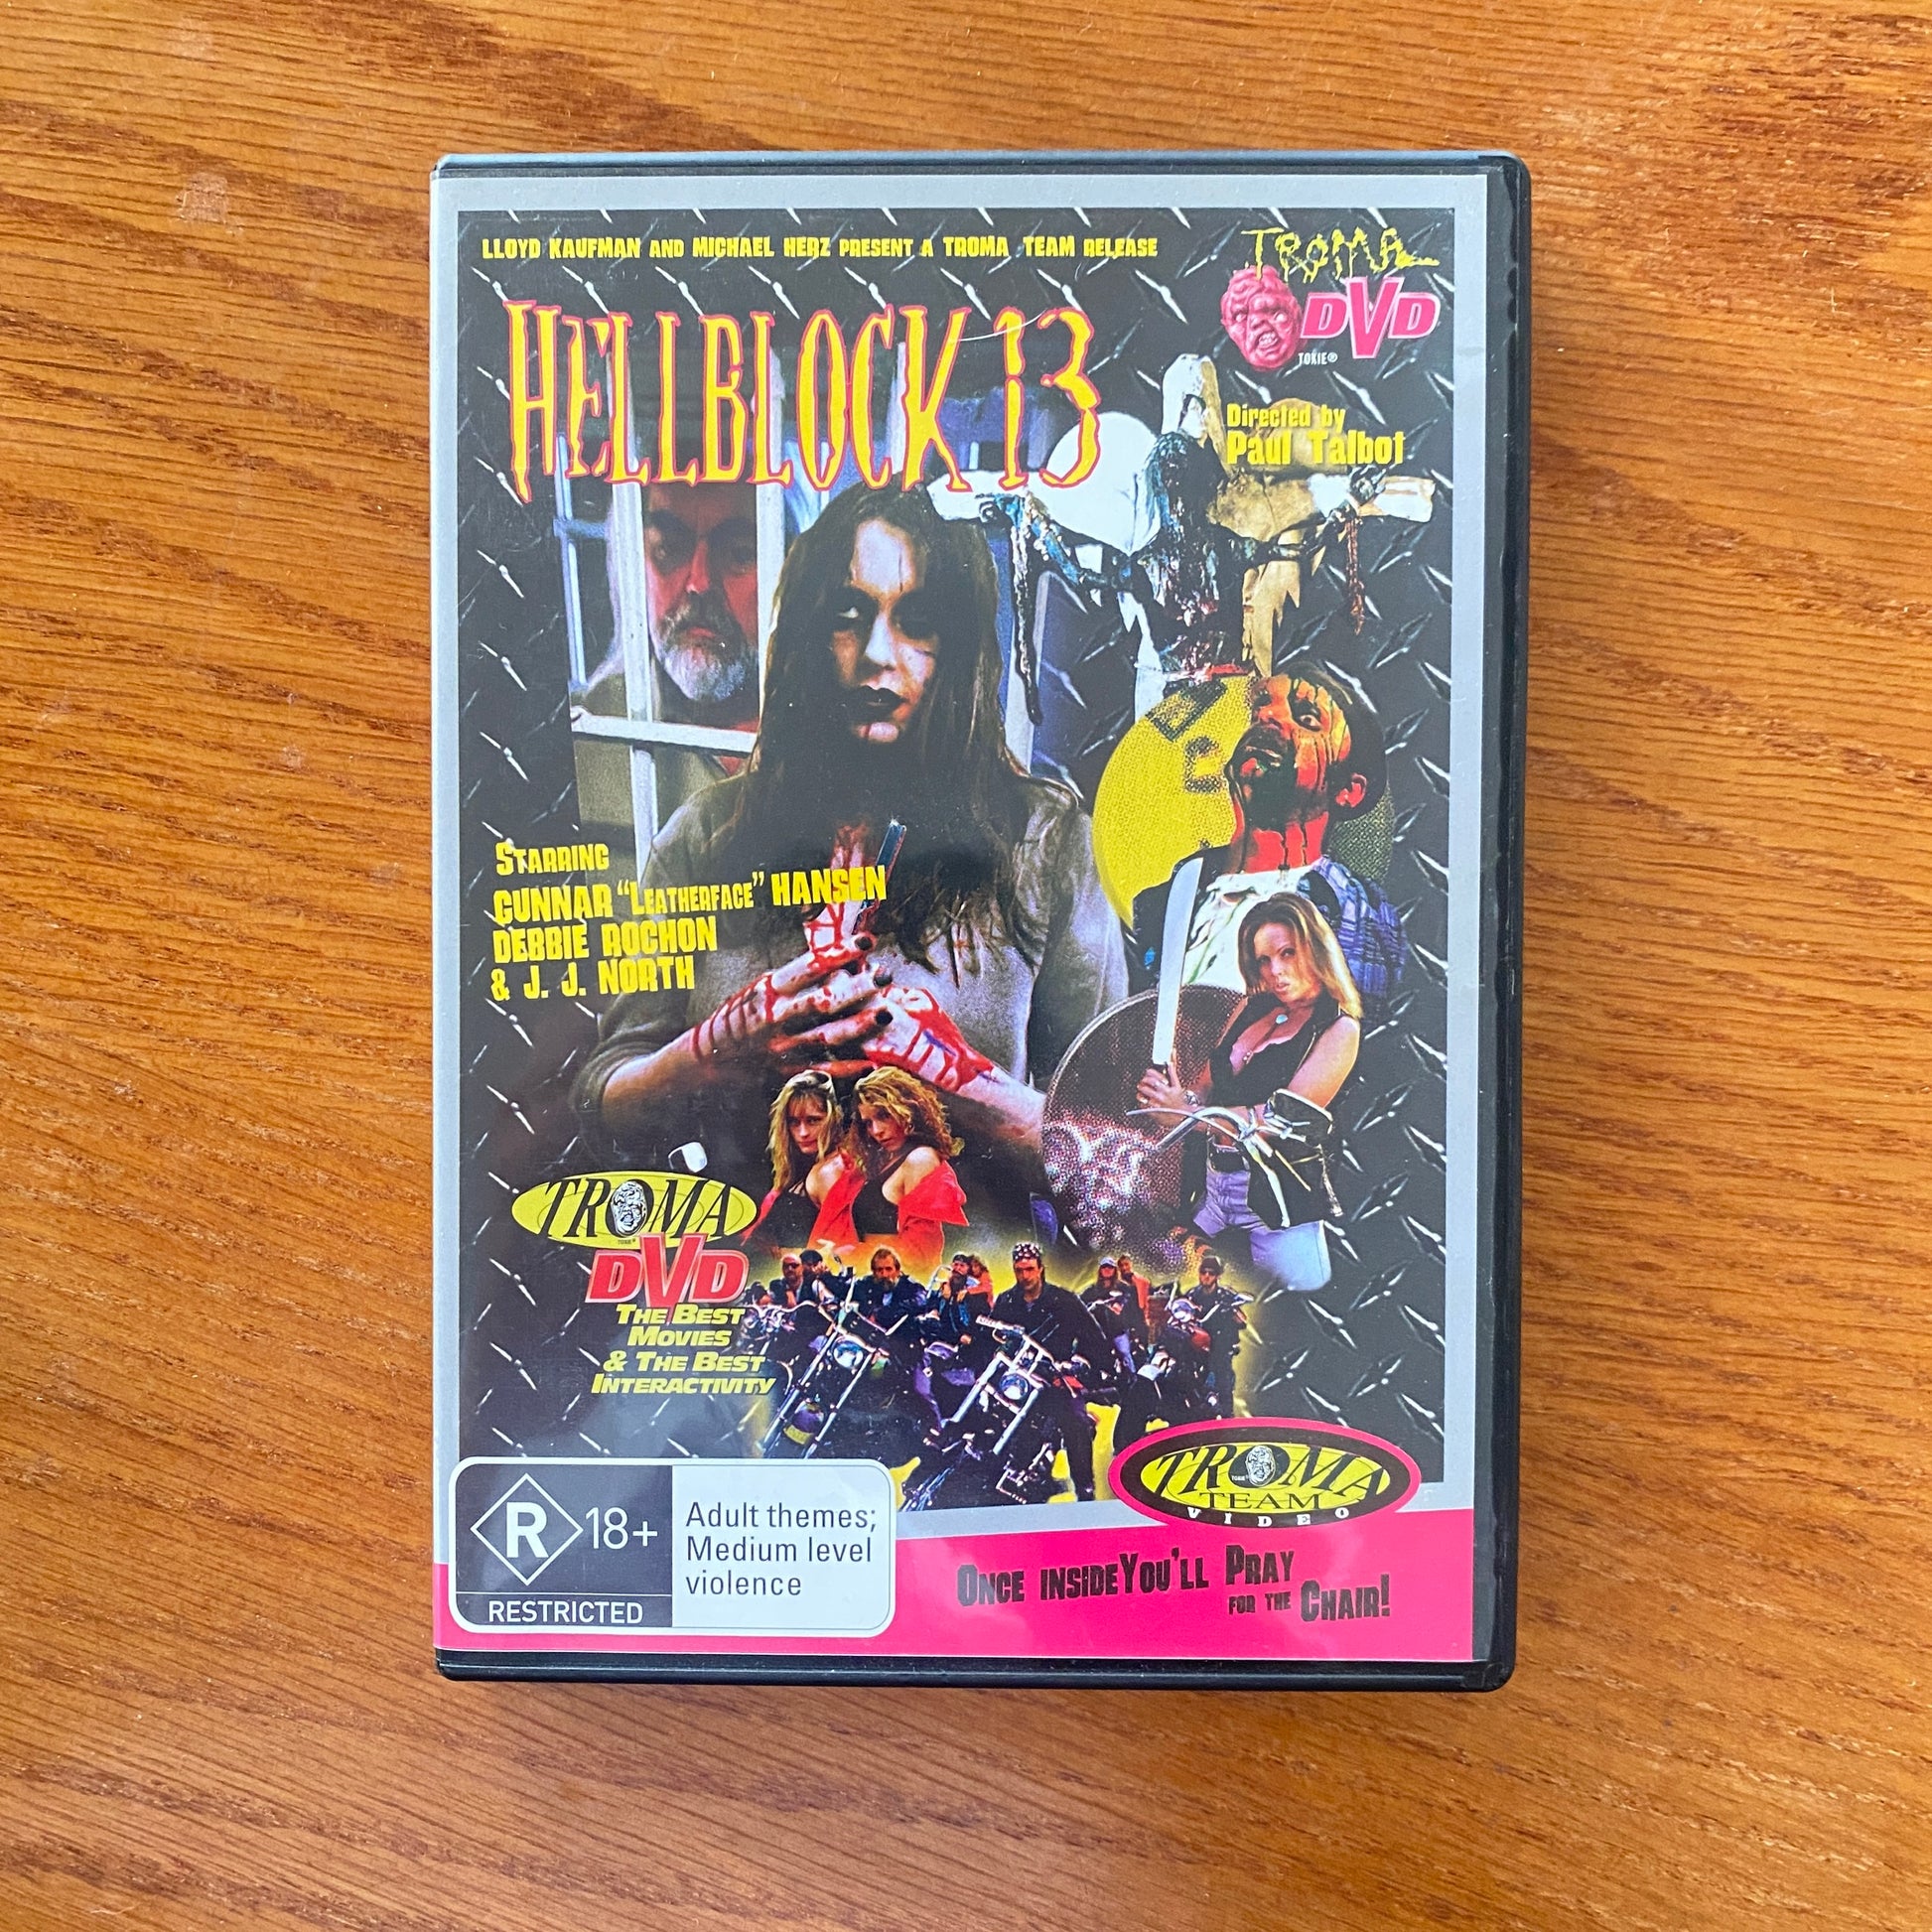 LLOYD KAUFMAN AND MICHAEL HERZ PRESENT A TROMA TEAM RELEASE
TROMA
DVD
TOXIE®
HELLBLOCK 13
Directed by
Paul Talbot
STARRING
GUNNAR "LEATHERFACE" HANSEN
DEBBIE ROCHON
& J. J. NORTH
TROMA
DVD
THE BEST
MOVIES
& THE BEST
INTERACTIVITY
TROMA
TEAM
VIDEO
R 18+
RESTRICTED
Adult themes;
Medium level
violence
ONCE INSIDE YOU'LL PRAY
FOR THE CHAIR!